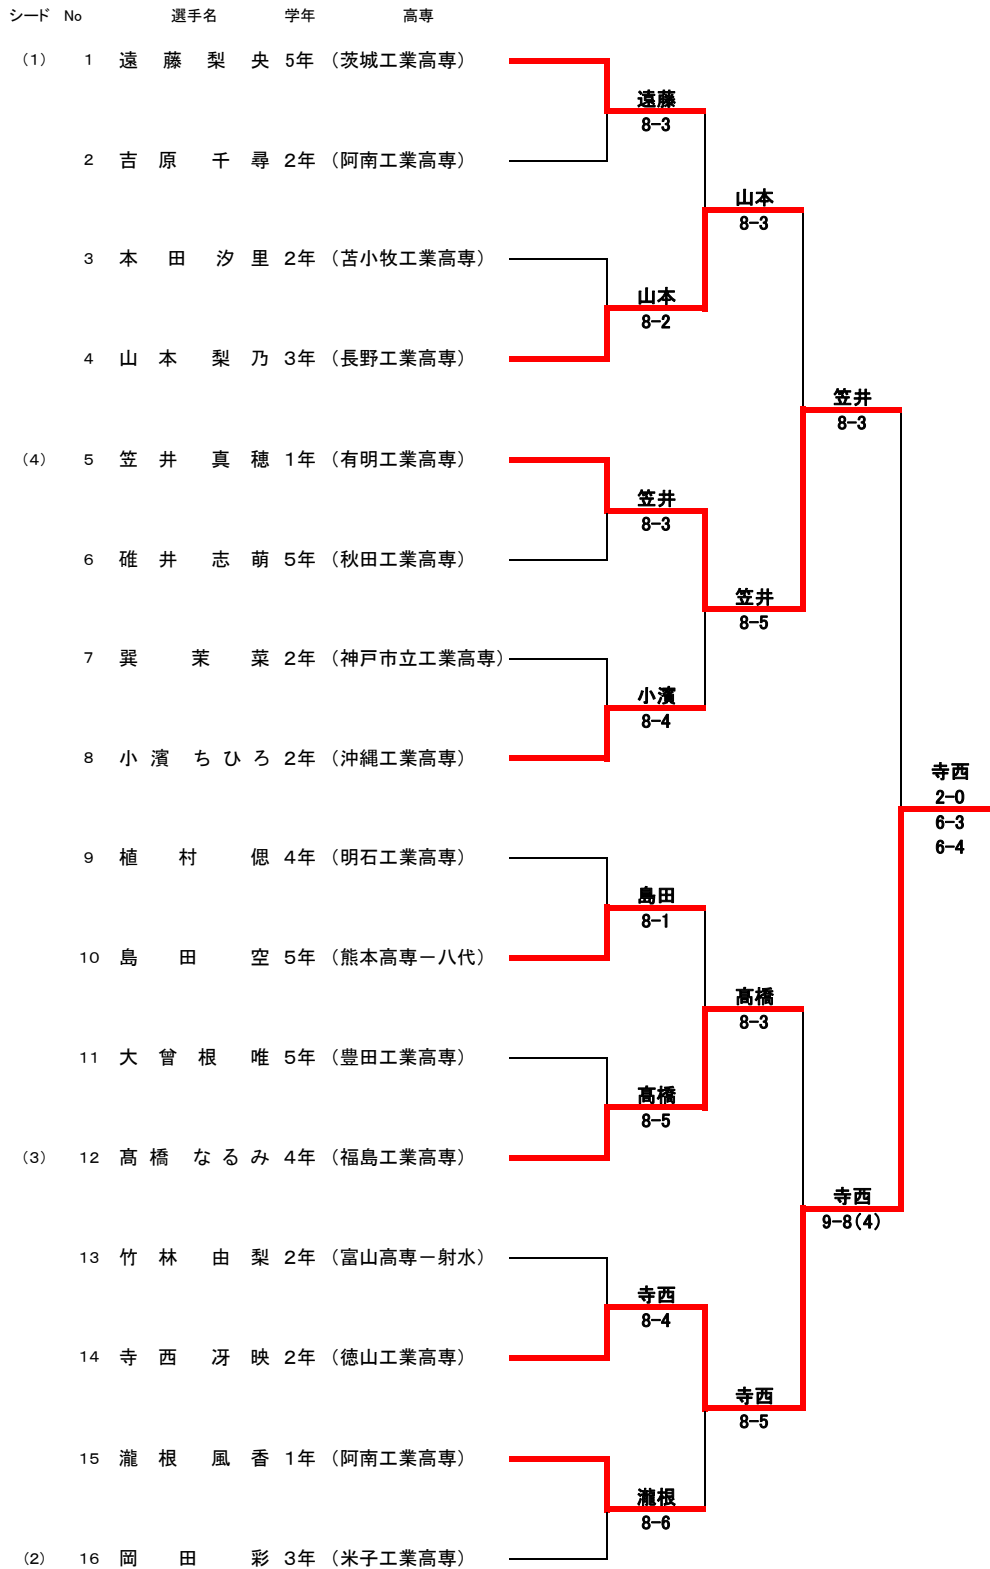 シード No 選手名 学年 高専
(1) 1 遠藤梨央 5年 (茨城工業高専)
遠藤
8-3
2 吉原千尋 2年 (阿南工業高専)
山本
8-3
3 本田汐里 2年 (苫小牧工業高専)
山本
8-2
4 山本梨乃 3年 (長野工業高専)
笠井
8-3
(4) 5 笠井真穂 1年 (有明工業高専)
笠井
8-3
6 碓井志萌 5年 (秋田工業高専)
笠井
8-5
7 巽茉菜 2年 (神戸市立工業高専)
小濱
8-4
8 小濱ちひろ 2年 (沖縄工業高専)
寺西
2-0
6-3
6-4
9 植村偲 4年 (明石工業高専)
島田
8-1
10 島田空 5年 (熊本高専－八代)
高橋
8-3
11 大曾根唯 5年 (豊田工業高専)
高橋
8-5
(3) 12 髙橋なるみ 4年 (福島工業高専)
寺西
9-8(4)
13 竹林由梨 2年 (富山高専－射水)
寺西
8-4
14 寺西冴映 2年 (徳山工業高専)
寺西
8-5
15 瀧根風香 1年 (阿南工業高専)
瀧根
8-6
(2) 16 岡田彩 3年 (米子工業高専)